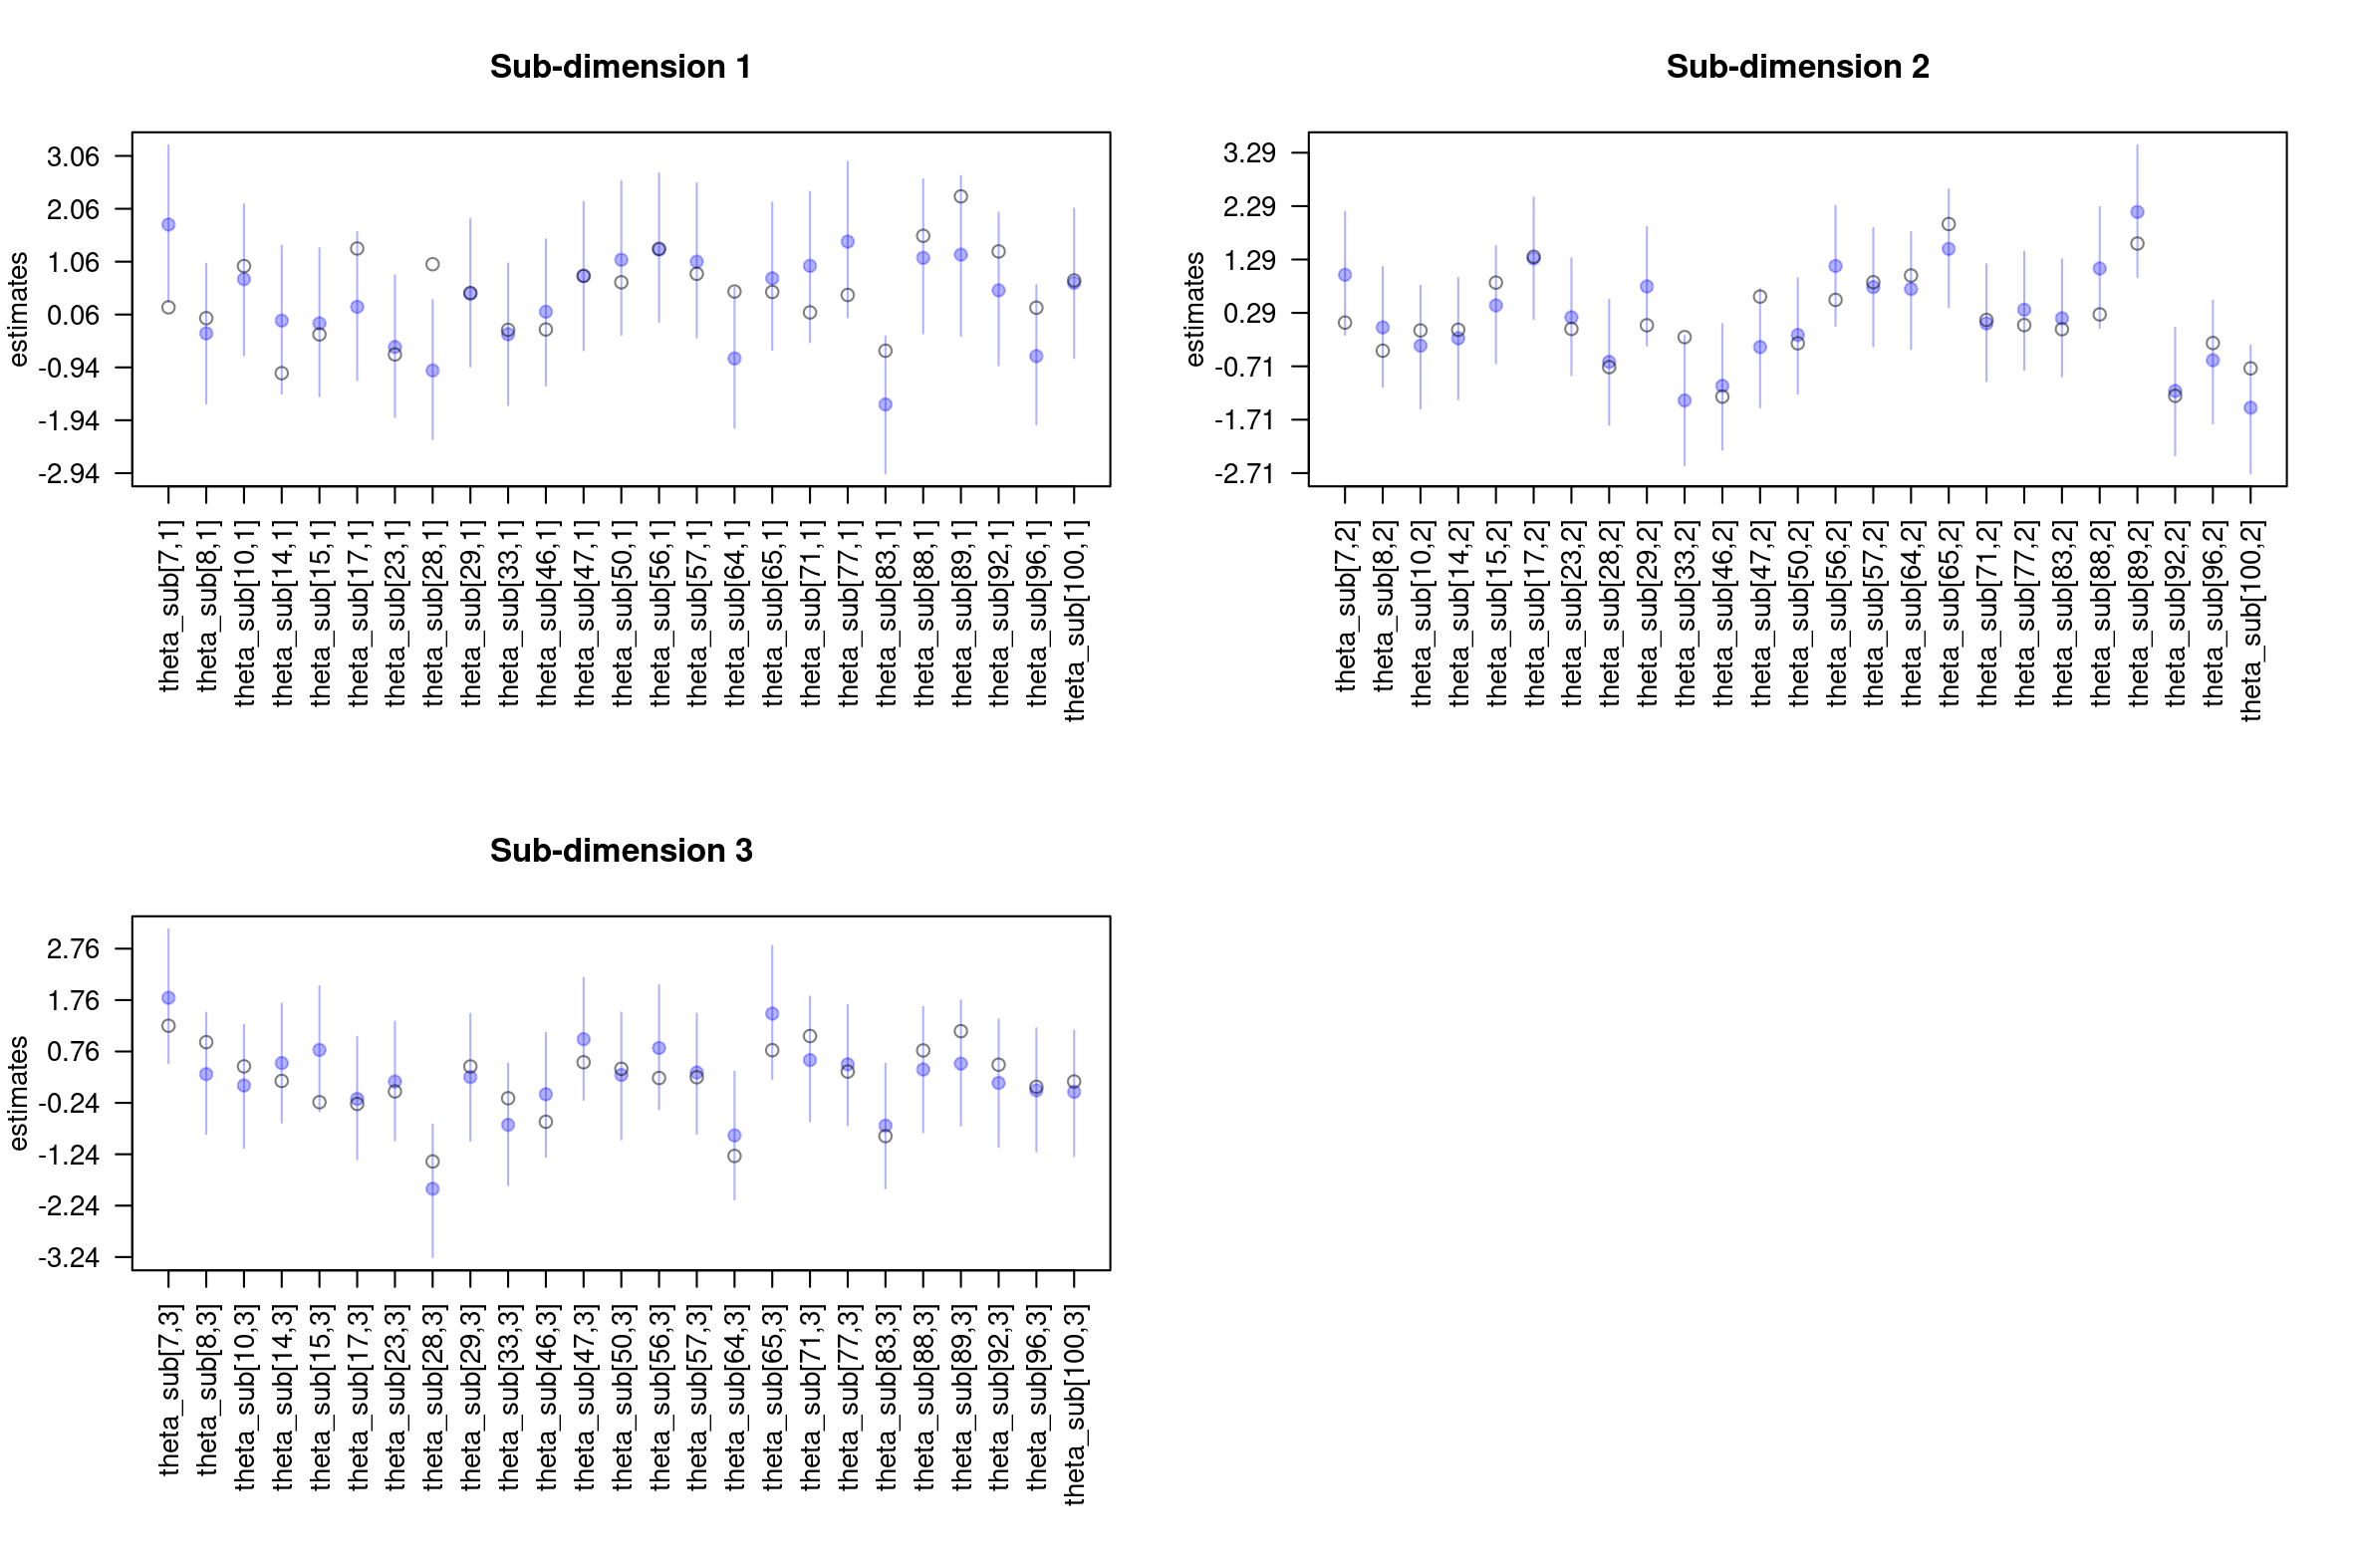 Sub-dimension 1
estimates
3.06
2.06
1.06
0.06
-0.94
-1.94
-2.94
theta_sub[7,1]
theta_sub[8,1]
theta_sub[10,1]
theta_sub[14,1]
theta_sub[15,1]
theta_sub[17,1]
theta_sub[23,1]
theta_sub[28,1]
theta_sub[29,1]
theta_sub[33,1]
theta_sub[46,1]
theta_sub[47,1]
theta_sub[50,1]
theta_sub[56,1]
theta_sub[57,1]
theta_sub[64,1]
theta_sub[65,1]
theta_sub[71,1]
theta_sub[77,1]
theta_sub[83,1]
theta_sub[88,1]
theta_sub[89,1]
theta_sub[92,1]
theta_sub[96,1]
theta_sub[100,1]
Sub-dimension 2
estimates
3.29
2.29
1.29
0.29
-0.71
-1.71
-2.71
theta_sub[7,2]
theta_sub[8,2]
theta_sub[10,2]
theta_sub[14,2]
theta_sub[15,2]
theta_sub[17,2]
theta_sub[23,2]
theta_sub[28,2]
theta_sub[29,2]
theta_sub[33,2]
theta_sub[46,2]
theta_sub[47,2]
theta_sub[50,2]
theta_sub[56,2]
theta_sub[57,2]
theta_sub[64,2]
theta_sub[65,2]
theta_sub[71,2]
theta_sub[77,2]
theta_sub[83,2]
theta_sub[88,2]
theta_sub[89,2]
theta_sub[92,2]
theta_sub[96,2]
theta_sub[100,2]
Sub-dimension 3
estimates
2.76
1.76
0.76
-0.24
-1.24
-2.24
-3.24
theta_sub[7,3]
theta_sub[8,3]
theta_sub[10,3]
theta_sub[14,3]
theta_sub[15,3]
theta_sub[17,3]
theta_sub[23,3]
theta_sub[28,3]
theta_sub[29,3]
theta_sub[33,3]
theta_sub[46,3]
theta_sub[47,3]
theta_sub[50,3]
theta_sub[56,3]
theta_sub[57,3]
theta_sub[64,3]
theta_sub[65,3]
theta_sub[71,3]
theta_sub[77,3]
theta_sub[83,3]
theta_sub[88,3]
theta_sub[89,3]
theta_sub[92,3]
theta_sub[96,3]
theta_sub[100,3]